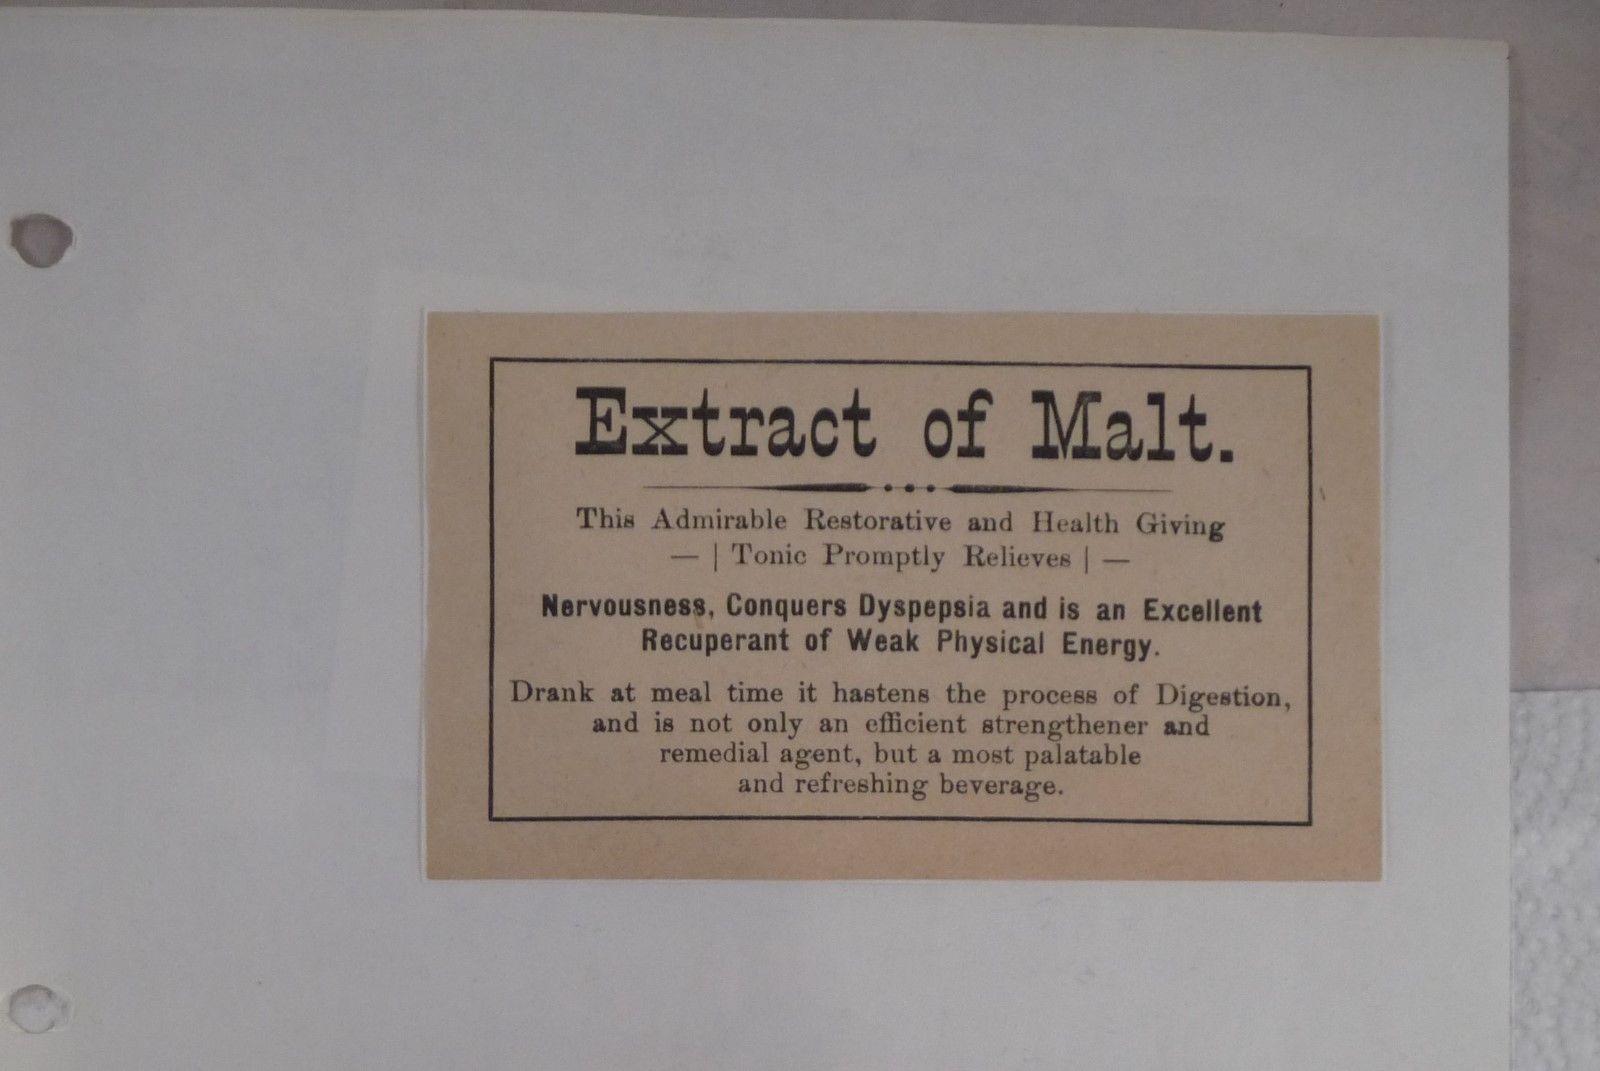 Extract of Malt.
This Admirable Restorative and Health Giving
— | Tonic Promptly Relieves | —
Nervousness, Conquers Dyspepsia and is an Excellent
Recuperant of Weak Physical Energy.
Drank at meal time it hastens the process of Digestion,
and is not only an efficient strengthener and
remedial agent, but a most palatable
and refreshing beverage.